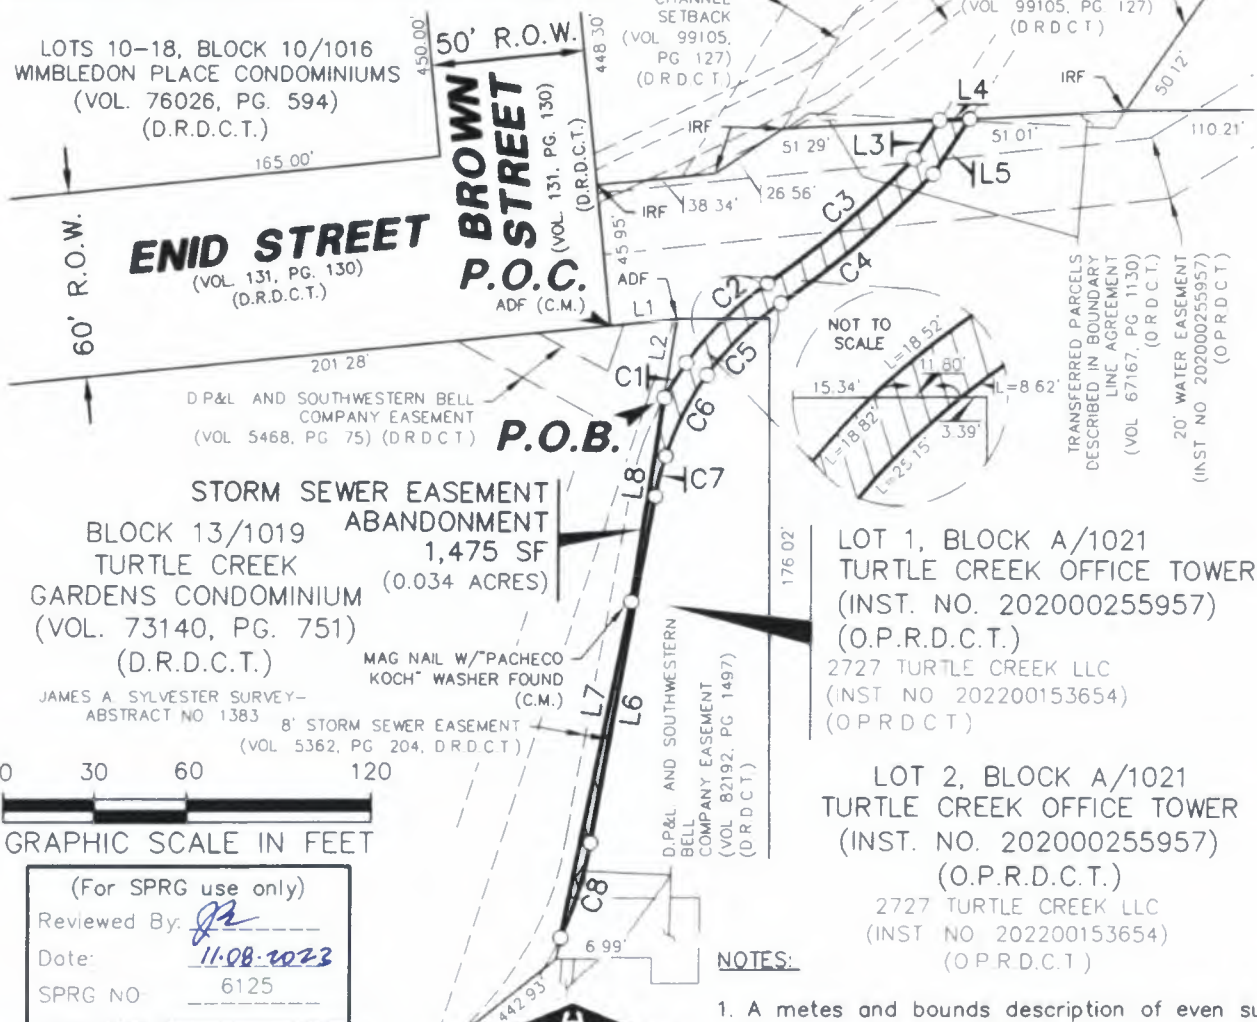 LOTS 10-18, BLOCK 10/1016
WIMBLEDON PLACE CONDOMINIUMS
(VOL. 76026, PG. 594)
(D.R.D.C.T.)
165.00'
450.00'
50' R.O.W.
448 30'
SETBACK
(VOL 99105,
PG 127)
(D R D C T)
(VOL 99105, PG 127)
(D R D C T)
BROWN
STREET
(VOL. 131, PG. 130)
(D.R.D.C.T.)
60' R.O.W.
ENID STREET
(VOL. 131, PG. 130)
(D.R.D.C.T.)
P.O.C.
ADF (C.M.)
201 28'
IRF
IRF
IRF
L3
L4
L5
51 29'
51 01'
50 12'
110.21'
38 34'
26 56'
45 95'
ADF
L1
L2
C1
C2
C3
C4
C5
C6
C7
L8
P.O.B.
D P&L AND SOUTHWESTERN BELL
COMPANY EASEMENT
(VOL 5468, PG 75) (D R D C T)
NOT TO
SCALE
L=18.52'
11.80'
15.34'
L=8 62'
L=18.82'
3.39'
L=25.15'
TRANSFERRED PARCELS
DESCRIBED IN BOUNDARY
LINE AGREEMENT
(VOL 67167, PG 1130)
(D R D C T.)
20' WATER EASEMENT
(INST NO 202000255957)
(O P R D C T)
STORM SEWER EASEMENT
ABANDONMENT
1,475 SF
(0.034 ACRES)
BLOCK 13/1019
TURTLE CREEK
GARDENS CONDOMINIUM
(VOL. 73140, PG. 751)
(D.R.D.C.T.)
JAMES A. SYLVESTER SURVEY-
ABSTRACT NO 1383
MAG NAIL W/"PACHECO
KOCH" WASHER FOUND
(C.M.)
8' STORM SEWER EASEMENT
(VOL 5362, PG 204, D R D C T)
L7
L6
C8
176 02'
D.P&L AND SOUTHWESTERN
BELL
COMPANY EASEMENT
(VOL 82192, PG 1497)
(D R D C T.)
LOT 1, BLOCK A/1021
TURTLE CREEK OFFICE TOWER
(INST. NO. 202000255957)
(O.P.R.D.C.T.)
2727 TURTLE CREEK LLC
(INST NO 202200153654)
(O P R D C T)
LOT 2, BLOCK A/1021
TURTLE CREEK OFFICE TOWER
(INST. NO. 202000255957)
(O.P.R.D.C.T.)
2727 TURTLE CREEK LLC
(INST NO 202200153654)
(O P.R.D.C.T )
0 30 60 120
GRAPHIC SCALE IN FEET
(For SPRG use only)
Reviewed By: JR
Date: 11.08.2023
SPRG NO 6125
6 99'
442 93'
NOTES:
1. A metes and bounds description of even